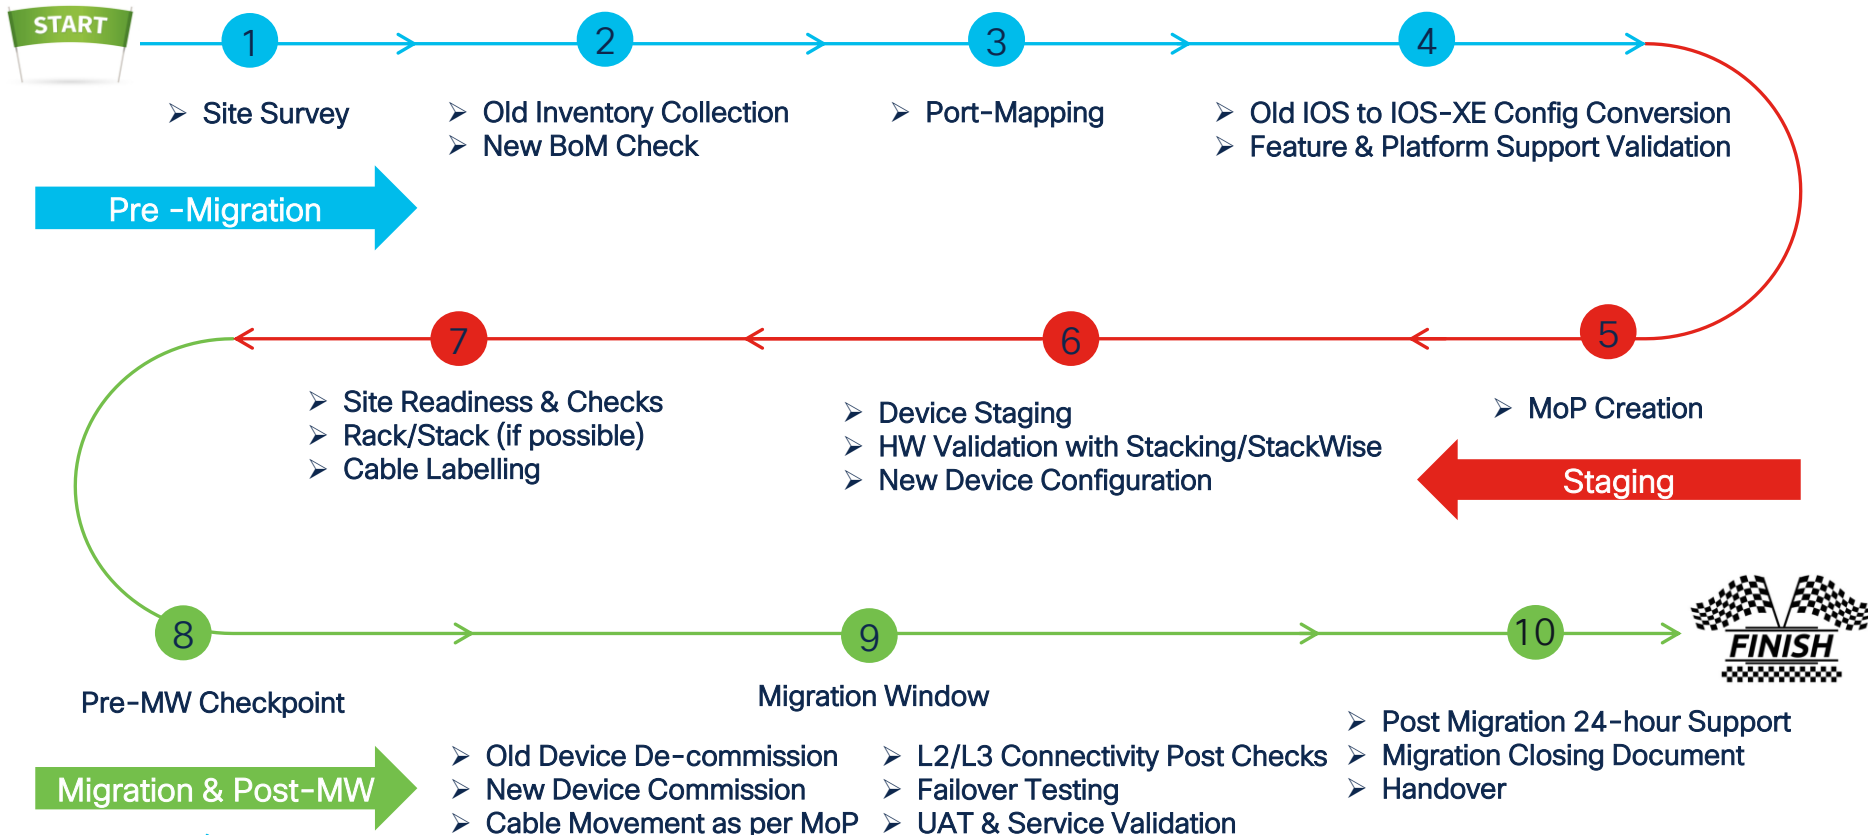 START
1
2
3
4
➢ Site Survey
➢ Old Inventory Collection
➢ New BoM Check
➢ Port-Mapping
➢ Old IOS to IOS-XE Config Conversion
➢ Feature & Platform Support Validation
Pre -Migration
5
6
7
➢ MoP Creation
➢ Device Staging
➢ HW Validation with Stacking/StackWise
➢ New Device Configuration
➢ Site Readiness & Checks
➢ Rack/Stack (if possible)
➢ Cable Labelling
Staging
8
9
10
FINISH
Pre-MW Checkpoint
Migration Window
➢ Old Device De-commission
➢ New Device Commission
➢ Cable Movement as per MoP
➢ L2/L3 Connectivity Post Checks
➢ Failover Testing
➢ UAT & Service Validation
➢ Post Migration 24-hour Support
➢ Migration Closing Document
➢ Handover
Migration & Post-MW